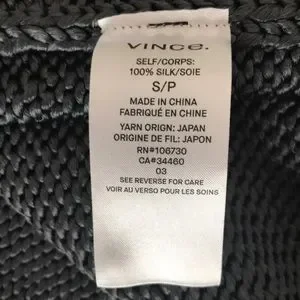 VINCE.
SELF/CORPS:
100% SILK/SOIE
S/P
MADE IN CHINA
FABRIQUÉ EN CHINE
YARN ORIGN: JAPAN
ORIGINE DE FIL: JAPON
RN#106730
CA#34460
03
SEE REVERSE FOR CARE
VOIR AU VERSO POUR LES SOINS